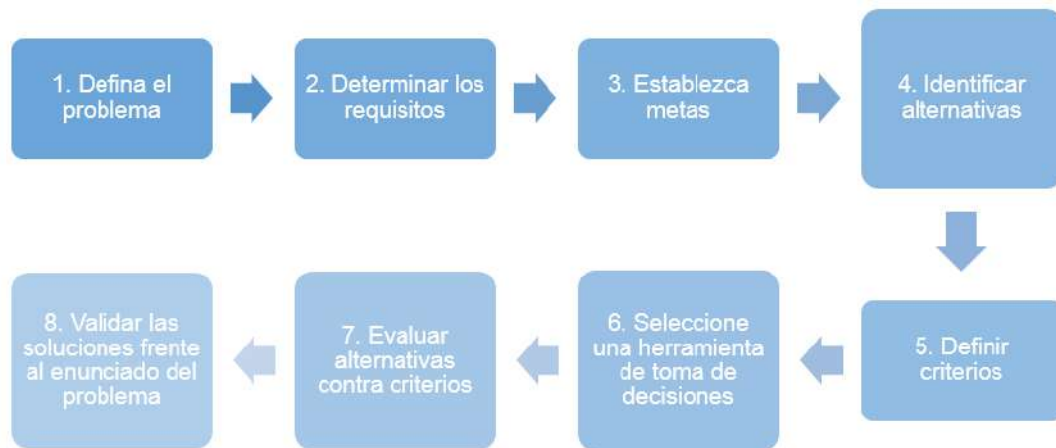 1. Defina el
problema
2. Determinar los
requisitos
3. Establezca
metas
4. Identificar
alternativas
5. Definir
criterios
6. Seleccione
una herramienta
de toma de
decisiones
7. Evaluar
alternativas
contra criterios
8. Validar las
soluciones frente
al enunciado del
problema